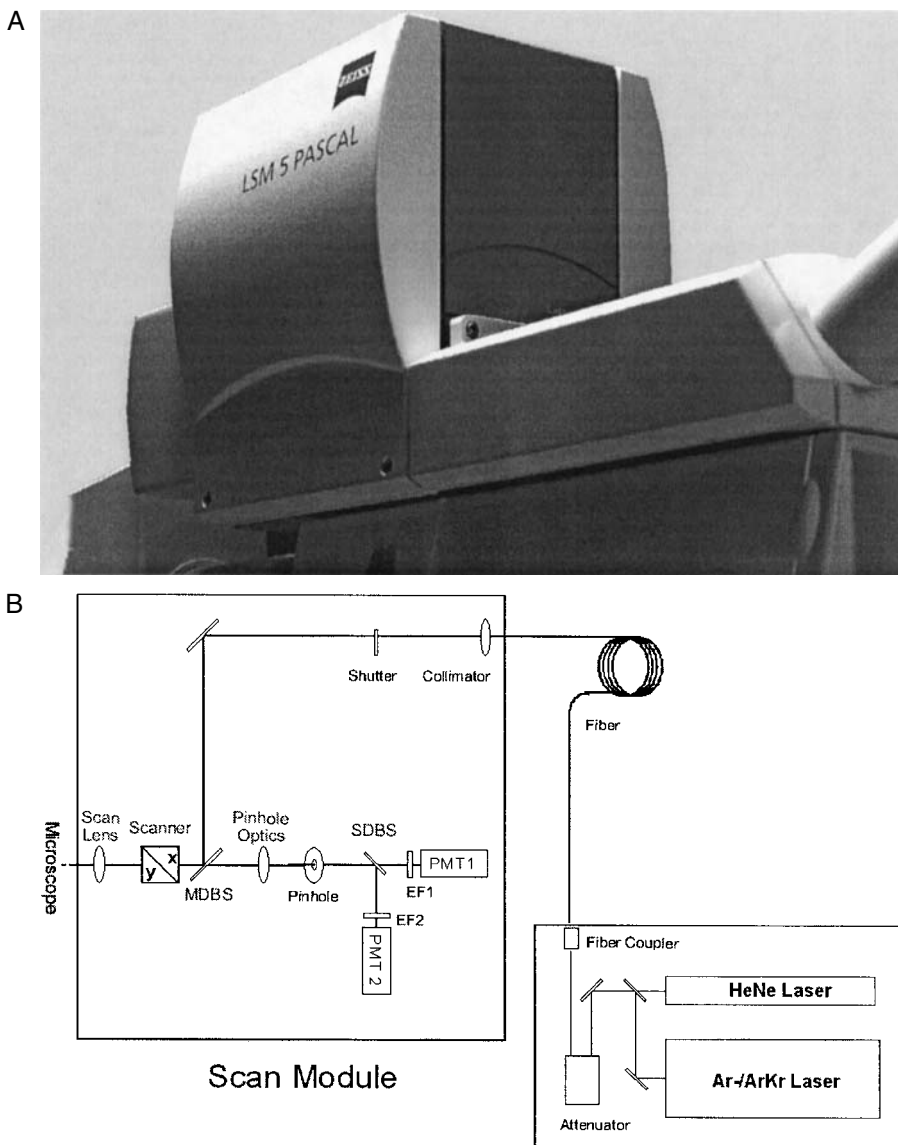 A
ZEISS
LSM 5 PASCAL
B
Shutter
Collimator
Fiber
Microscope
Scan
Lens
Scanner
x
y
MDBS
Pinhole
Optics
Pinhole
SDBS
PMT1
EF1
EF2
PMT 2
Scan Module
Fiber Coupler
HeNe Laser
Ar-/ArKr Laser
Attenuator